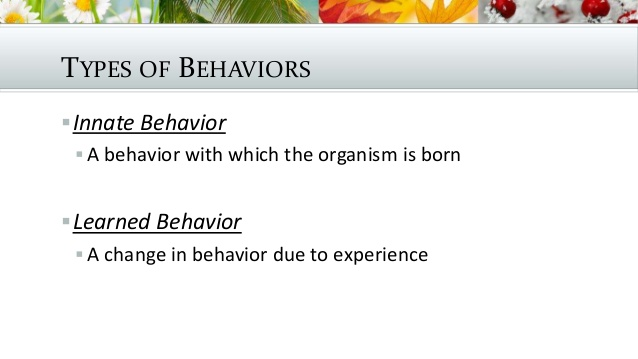 Types of Behaviors
Innate Behavior
A behavior with which the organism is born
Learned Behavior
A change in behavior due to experience